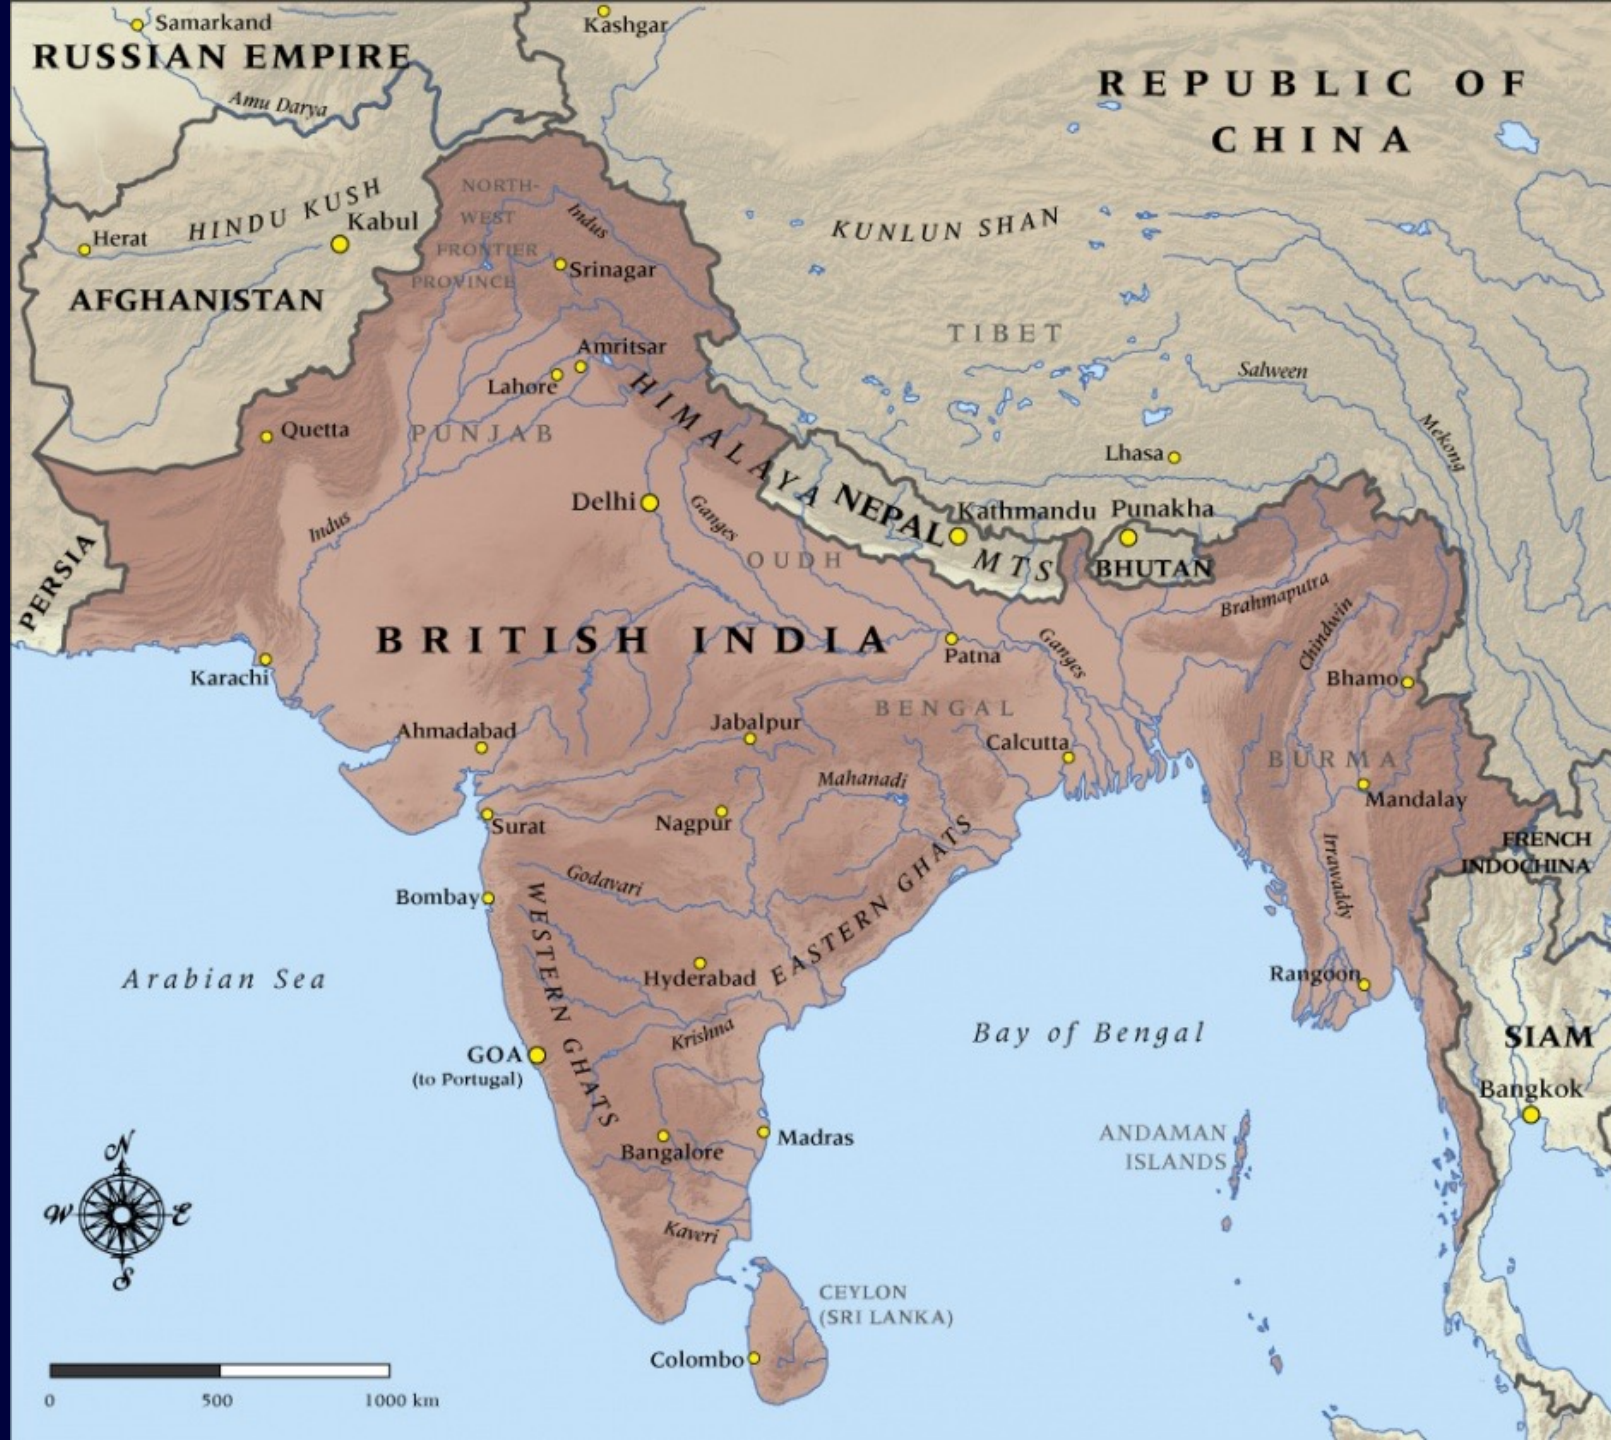 Samarkand
Kashgar
RUSSIAN EMPIRE
REPUBLIC OF
CHINA
Amu Darya
HINDU KUSH
NORTH-
WEST
FRONTIER
PROVINCE
Indus
KUNLUN SHAN
Herat
Kabul
Srinagar
AFGHANISTAN
TIBET
Amritsar
Lahore
Salween
HIMALAYA
MTS
Quetta
PUNJAB
Mekong
Lhasa
Delhi
Ganges
NEPAL
Kathmandu
Punakha
Indus
OUDH
BHUTAN
PERSIA
Brahmaputra
Chindwin
BRITISH INDIA
Patna
Ganges
Karachi
Bhamo
BENGAL
Ahmadabad
Jabalpur
Calcutta
BURMA
Mahanadi
Mandalay
Surat
Nagpur
FRENCH
INDOCHINA
Irrawaddy
Godavari
Bombay
WESTERN GHATS
EASTERN GHATS
Arabian Sea
Hyderabad
Rangoon
Krishna
Bay of Bengal
SIAM
GOA
(to Portugal)
Bangkok
Bangalore
Madras
ANDAMAN
ISLANDS
N
W
E
S
Kaveri
CEYLON
(SRI LANKA)
Colombo
0
500
1000 km